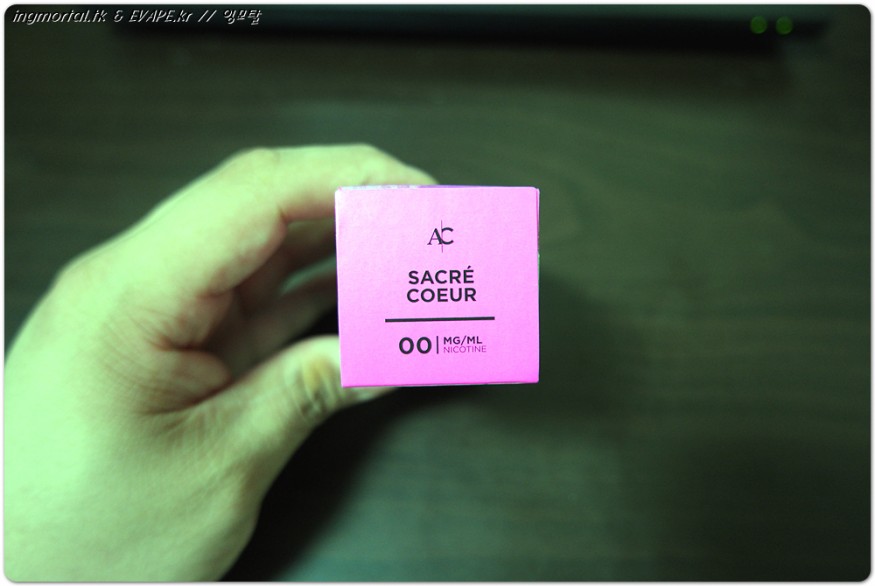 ingmortal.tk & EVAPE.kr // 잉모탈
AC
SACRÉ
COEUR
00 MG/ML
NICOTINE